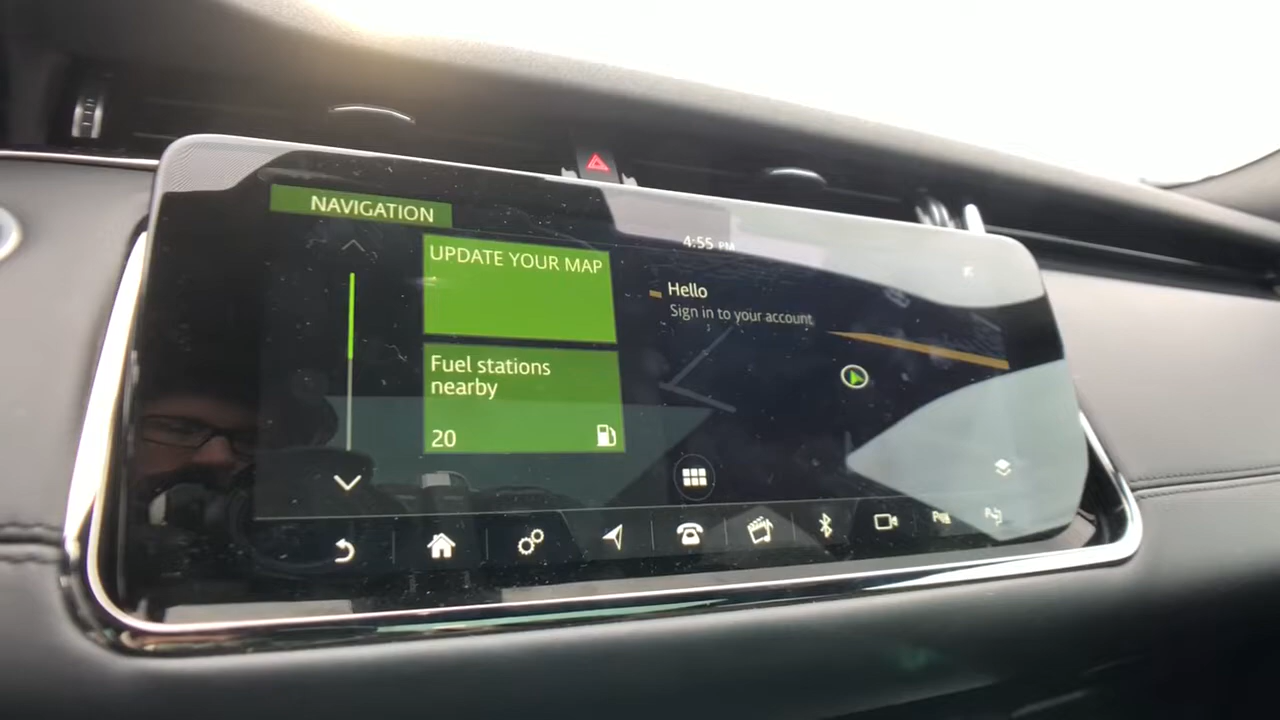 NAVIGATION
4:55 PM
UPDATE YOUR MAP
Hello
Sign in to your account
Fuel stations
nearby
20